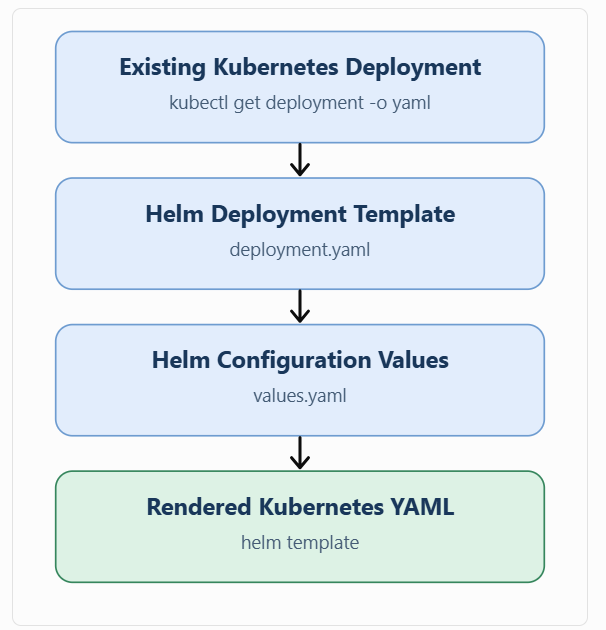 Existing Kubernetes Deployment
kubectl get deployment -o yaml
Helm Deployment Template
deployment.yaml
Helm Configuration Values
values.yaml
Rendered Kubernetes YAML
helm template